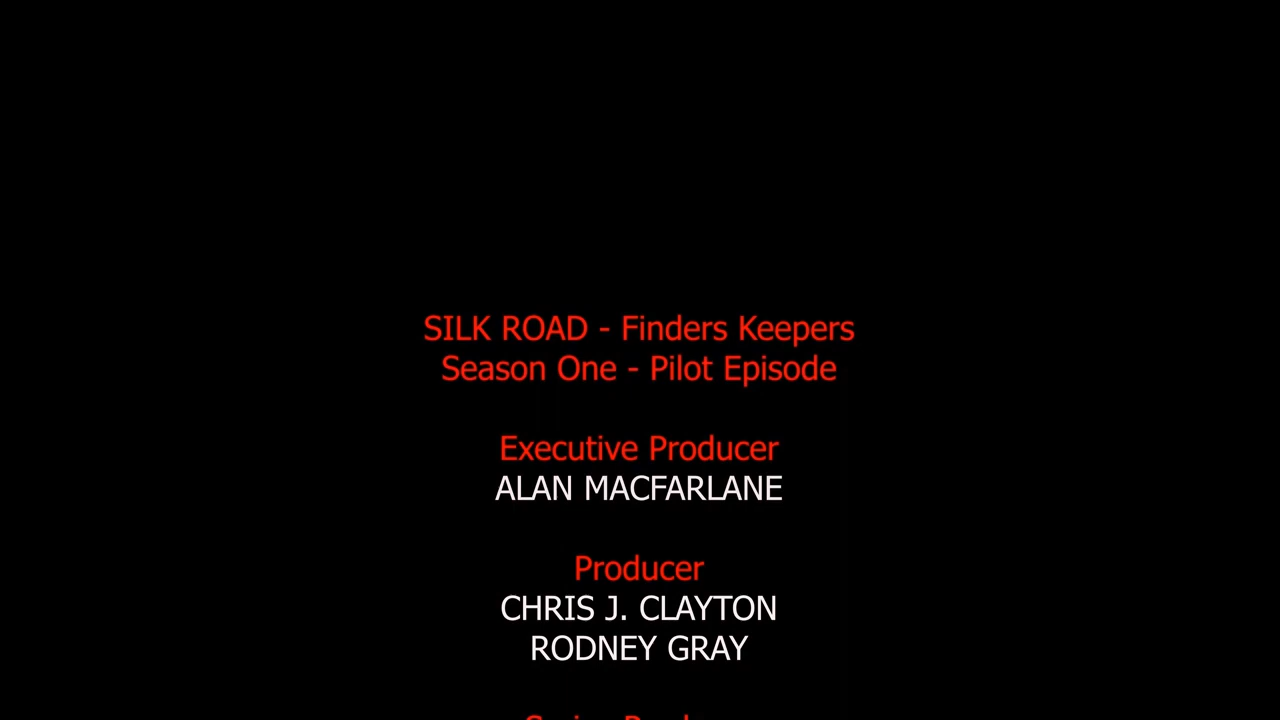 SILK ROAD - Finders Keepers
Season One - Pilot Episode
Executive Producer
ALAN MACFARLANE
Producer
CHRIS J. CLAYTON
RODNEY GRAY